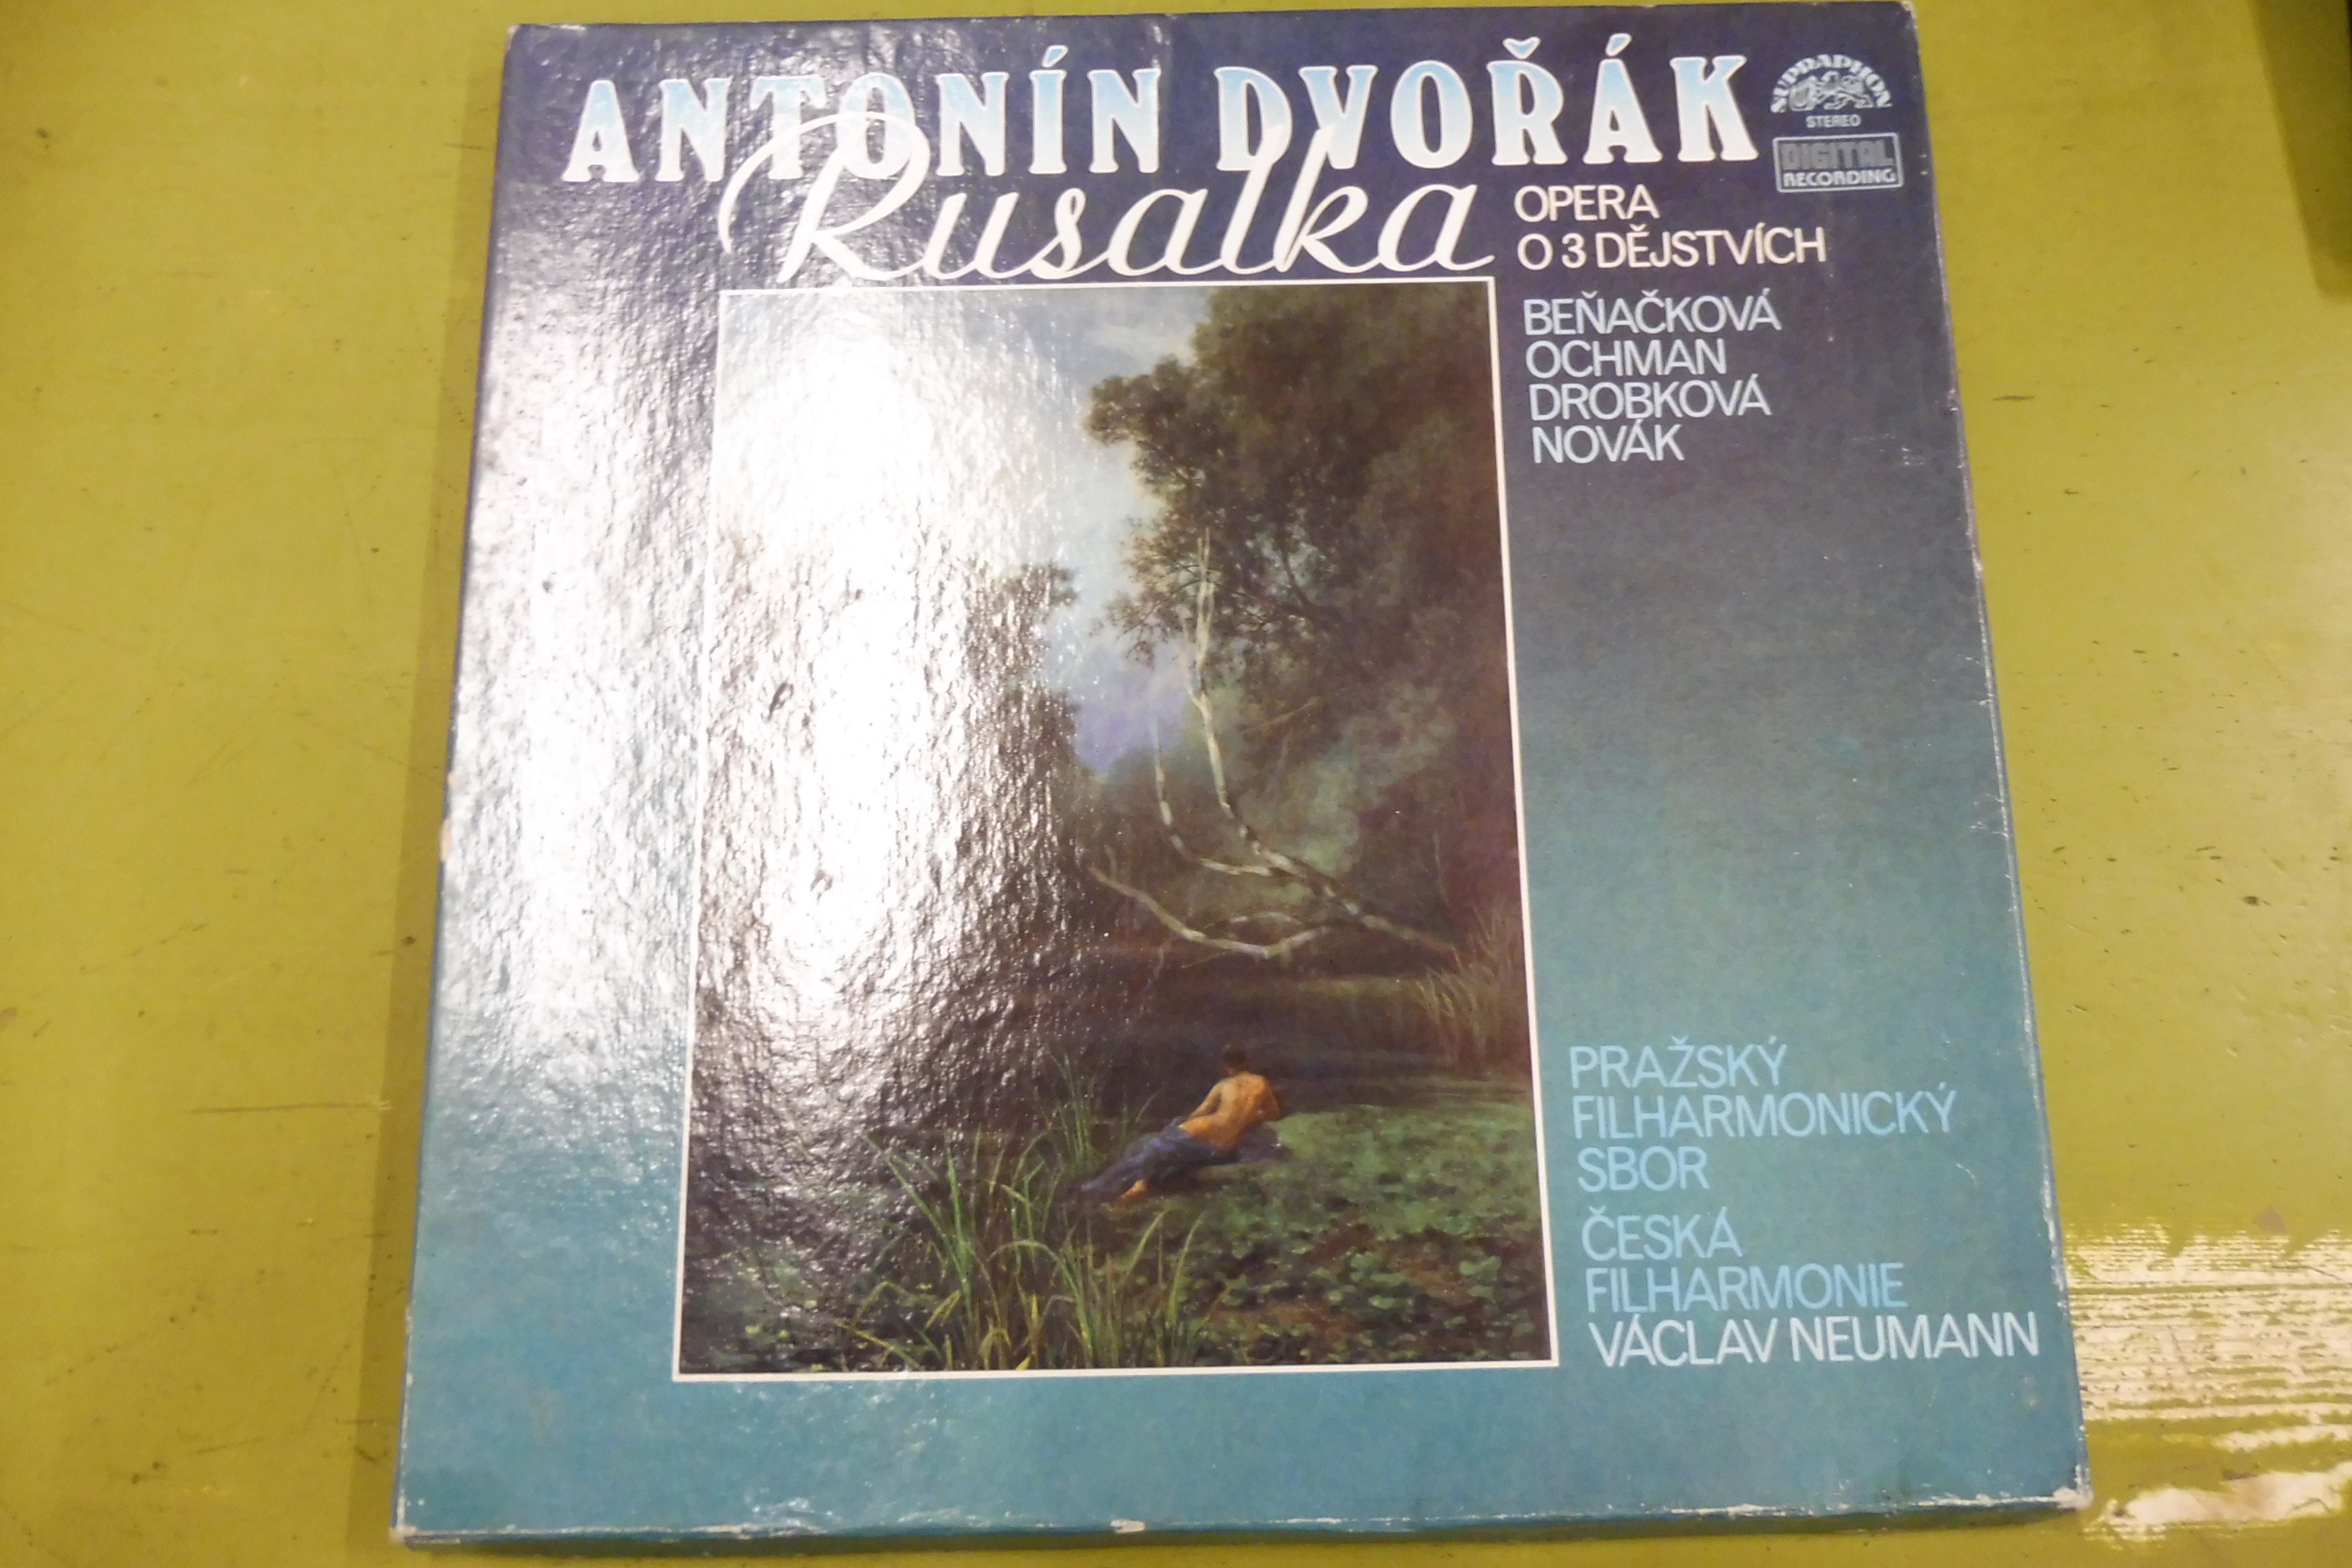 ANTONÍN DVOŘÁK
Rusalka
SUPRAPHON
STEREO
DIGITAL
RECORDING
OPERA
O 3 DĚJSTVÍCH
BEŇAČKOVÁ
OCHMAN
DROBKOVÁ
NOVÁK
PRAŽSKÝ
FILHARMONICKÝ
SBOR
ČESKÁ
FILHARMONIE
VÁCLAV NEUMANN